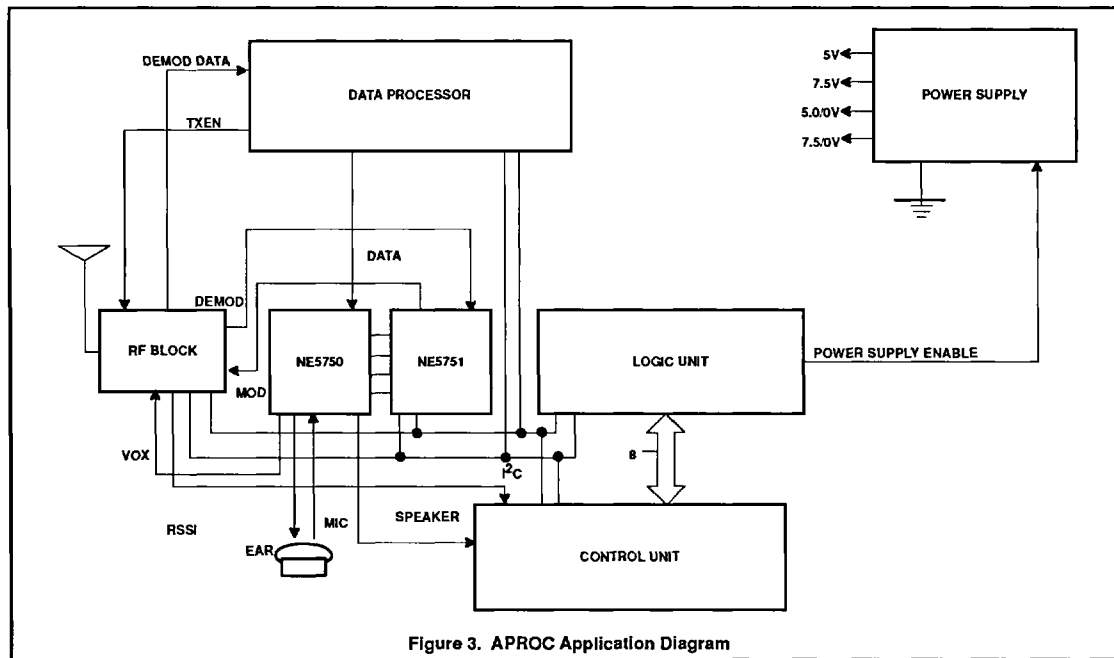 DEMOD DATA
DATA PROCESSOR
TXEN
5V
7.5V
5.0/0V
7.5/0V
POWER SUPPLY
DATA
DEMOD
RF BLOCK
NE5750
NE5751
LOGIC UNIT
POWER SUPPLY ENABLE
MOD
VOX
I²C
8
RSSI
MIC
SPEAKER
EAR
CONTROL UNIT
Figure 3. APROC Application Diagram